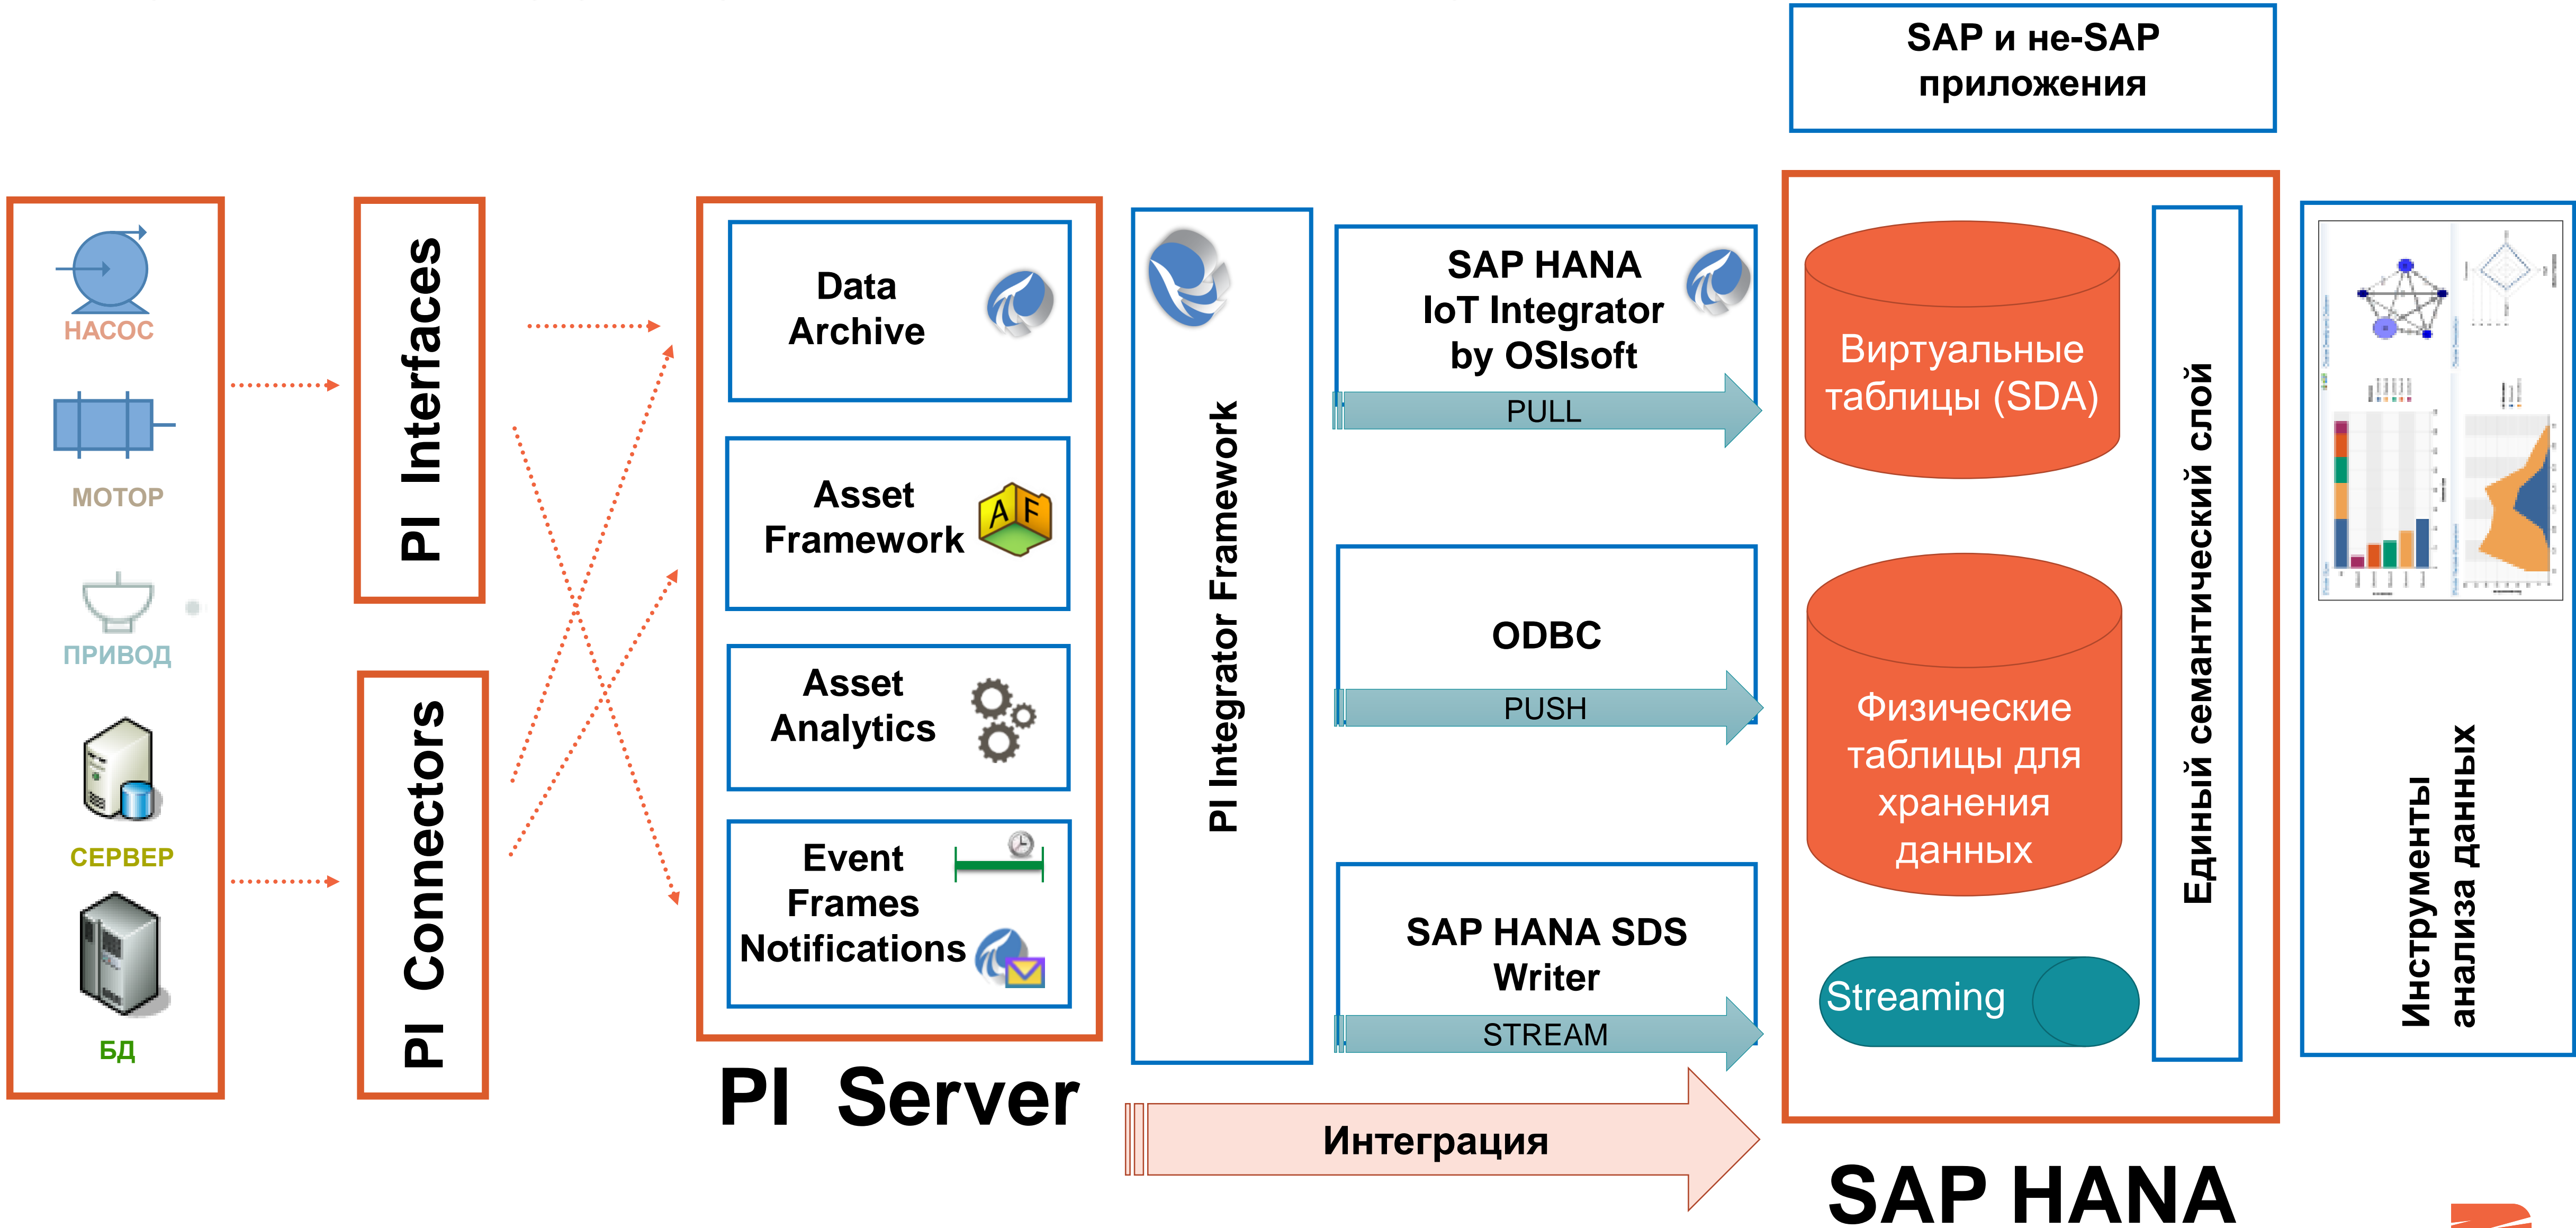 SAP и не-SAP
приложения
НАСОС
МОТОР
ПРИВОД
СЕРВЕР
БД
PI Interfaces
PI Connectors
Data
Archive
Asset
Framework
A F
Asset
Analytics
Event
Frames
Notifications
PI Server
PI Integrator Framework
SAP HANA
IoT Integrator
by OSIsoft
PULL
ODBC
PUSH
SAP HANA SDS
Writer
STREAM
Интеграция
Виртуальные
таблицы (SDA)
Физические
таблицы для
хранения
данных
Streaming
Единый семантический слой
SAP HANA
Инструменты
анализа данных